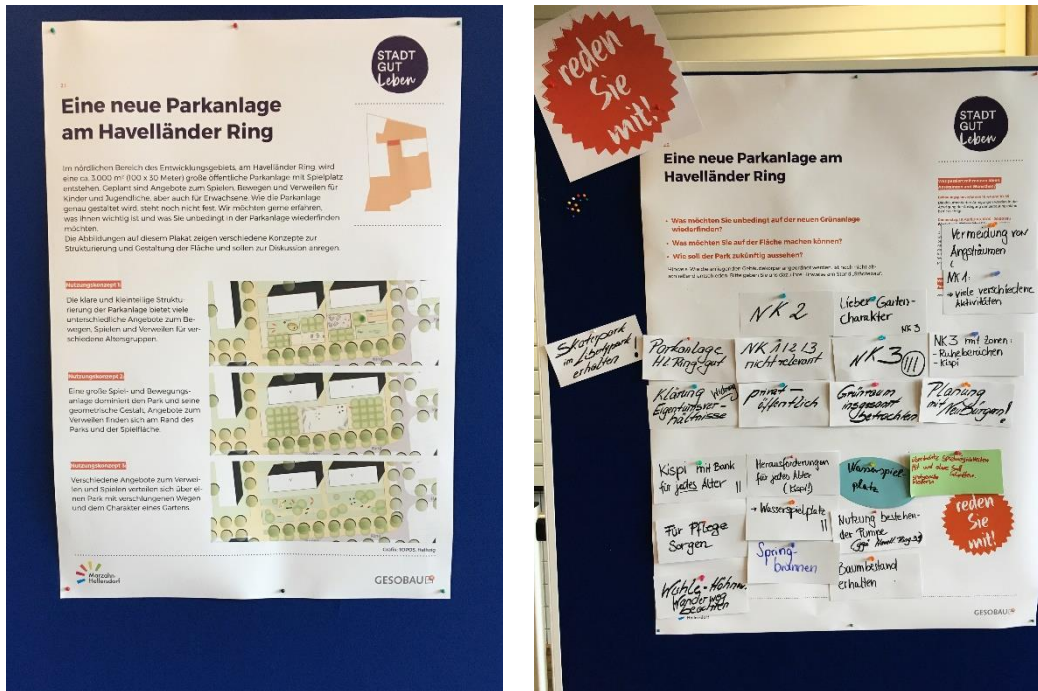 STADT
GUT
Leben
Eine neue Parkanlage
am Havelländer Ring
Im nördlichen Bereich des Entwicklungsgebiets, am Havelländer Ring, wird
eine ca. 3.000 m² (100 x 30 Meter) große öffentliche Parkanlage mit Spielplatz
entstehen. Geplant sind Angebote zum Spielen, Bewegen und Verweilen für
Kinder und Jugendliche, aber auch für Erwachsene. Wie die Parkanlage
genau gestaltet wird, steht noch nicht fest. Wir möchten gerne erfahren,
was Ihnen wichtig ist und was Sie unbedingt in der Parkanlage wiederfinden
möchten.
Die Abbildungen auf diesem Plakat zeigen verschiedene Konzepte zur
Strukturierung und Gestaltung der Fläche und sollen zur Diskussion anregen.
Nutzungskonzept 1:
Die klare und kleinteilige Struktu-
rierung der Parkanlage bietet viele
unterschiedliche Angebote zum Be-
wegen, Spielen und Verweilen für ver-
schiedene Altersgruppen.
Nutzungskonzept 2:
Eine große Spiel- und Bewegungs-
anlage dominiert den Park und seine
geometrische Gestalt. Angebote zum
Verweilen finden sich am Rand des
Parks und der Spielfläche.
Nutzungskonzept 3:
Verschiedene Angebote zum Verwei-
len und Spielen verteilen sich über ei-
nen Park mit verschlungenen Wegen
und dem Charakter eines Gartens.
Marzahn-
Hellersdorf
GESOBAU
reden
Sie
mit!
STADT
GUT
Leben
Eine neue Parkanlage am
Havelländer Ring
• Was möchten Sie unbedingt auf der neuen Grünanlage
wiederfinden?
• Was möchten Sie auf der Fläche machen können?
• Wie soll der Park zukünftig aussehen?
Vermeidung von
Angsträumen
NK1:
→ viele verschiedene
Aktivitäten
NK 2
Lieber Garten-
Charakter
NK 3
Skaterpark
im Libertypark
erhalten!
Parkanlage
HL Ring gut
NK 1/2/3
nicht relevant
NK 3 |||
NK3 mit Zonen:
- Ruhebereichen
- Kispi
Klärung
Eigentumsver-
hältnisse
privat-
öffentlich
Grünraum
insgesamt
betrachten
Planung
mit den Bürgern!
Kispi mit Bank
für jedes Alter ||
Herausforderungen
für jedes Alter
(Kispi!)
→ Wasserspielplatz
||
Wasserspiel-
platz
Für Pflege
sorgen
Spring-
brunnen
Nutzung bestehen-
der Pumpe
Baumbestand
erhalten
reden
Sie
mit!
Wuhle-Hönow
Wanderweg
beachten
Hellersdorf
GESOBAU